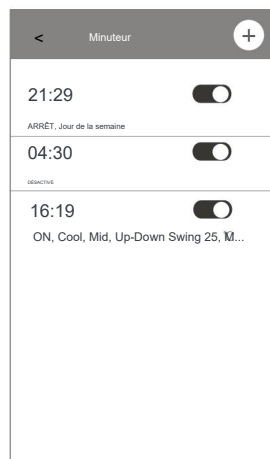 < Minuteur +
21:29
ARRÊT, Jour de la semaine
04:30
DÉSACTIVÉ
16:19
ON, Cool, Mid, Up-Down Swing 25,